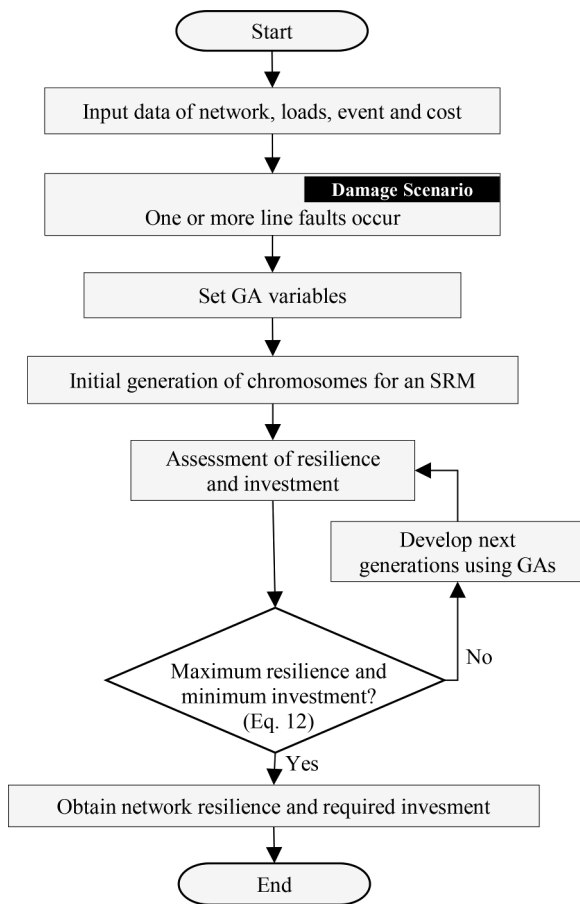 Start
Input data of network, loads, event and cost
Damage Scenario
One or more line faults occur
Set GA variables
Initial generation of chromosomes for an SRM
Assessment of resilience
and investment
Develop next
generations using GAs
No
Maximum resilience and
minimum investment?
(Eq. 12)
Yes
Obtain network resilience and required invesment
End